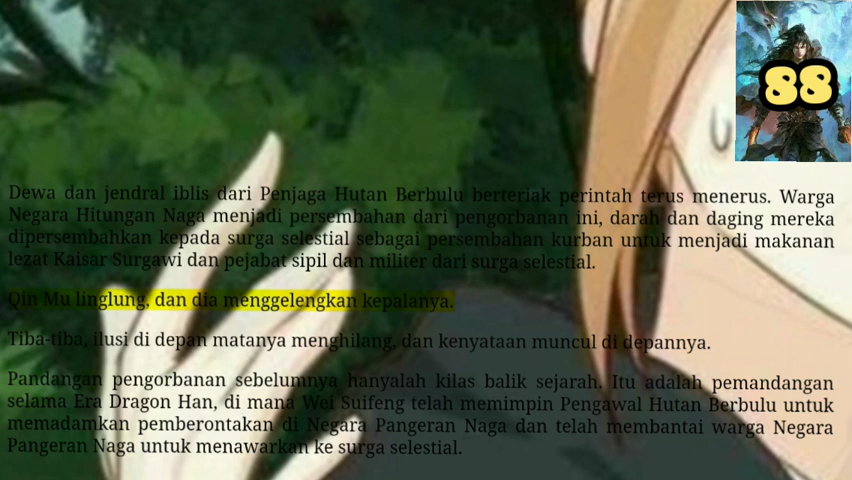 88
Dewa dan jendral iblis dari Penjaga Hutan Berbulu berteriak perintah terus menerus. Warga
Negara Hitungan Naga menjadi persembahan dari pengorbanan ini, darah dan daging mereka
dipersembahkan kepada surga selestial sebagai persembahan kurban untuk menjadi makanan
lezat Kaisar Surgawi dan pejabat sipil dan militer dari surga selestial.
Qin Mu linglung, dan dia menggelengkan kepalanya.
Tiba-tiba, ilusi di depan matanya menghilang, dan kenyataan muncul di depannya.
Pandangan pengorbanan sebelumnya hanyalah kilas balik sejarah. Itu adalah pemandangan
selama Era Dragon Han, di mana Wei Suifeng telah memimpin Pengawal Hutan Berbulu untuk
memadamkan pemberontakan di Negara Pangeran Naga dan telah membantai warga Negara
Pangeran Naga untuk menawarkan ke surga selestial.